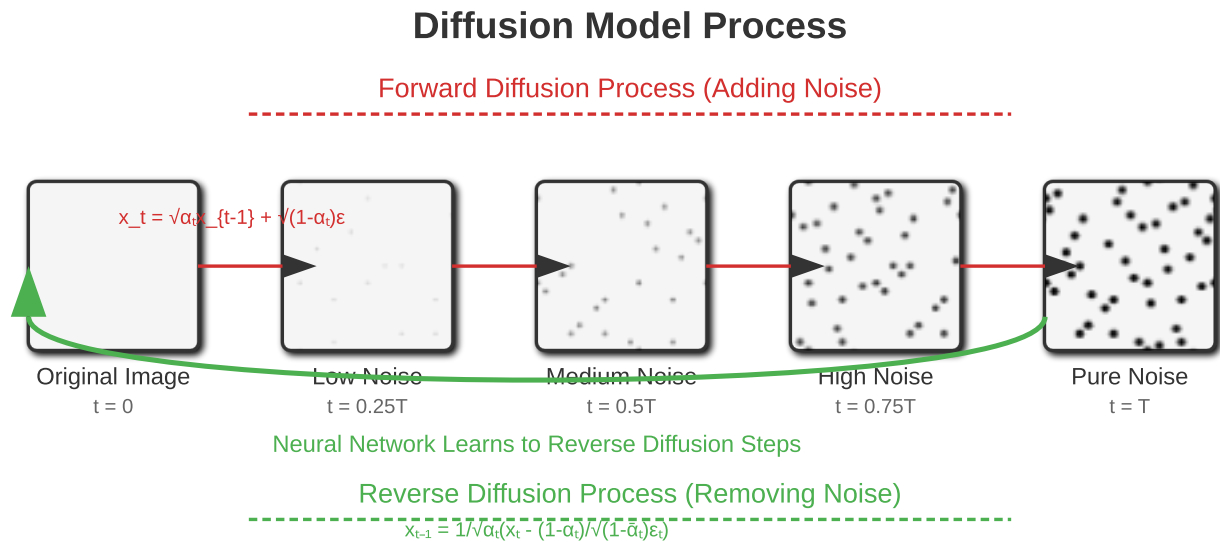 Diffusion Model Process
Forward Diffusion Process (Adding Noise)
x_t = √αₜx_{t-1} + √(1-αₜ)ε
Original Image
Low Noise
Medium Noise
High Noise
Pure Noise
t = 0
t = 0.25T
t = 0.5T
t = 0.75T
t = T
Neural Network Learns to Reverse Diffusion Steps
Reverse Diffusion Process (Removing Noise)
xₜ₋₁ = 1/√αₜ(xₜ - (1-αₜ)/√(1-ᾱₜ)εₜ)